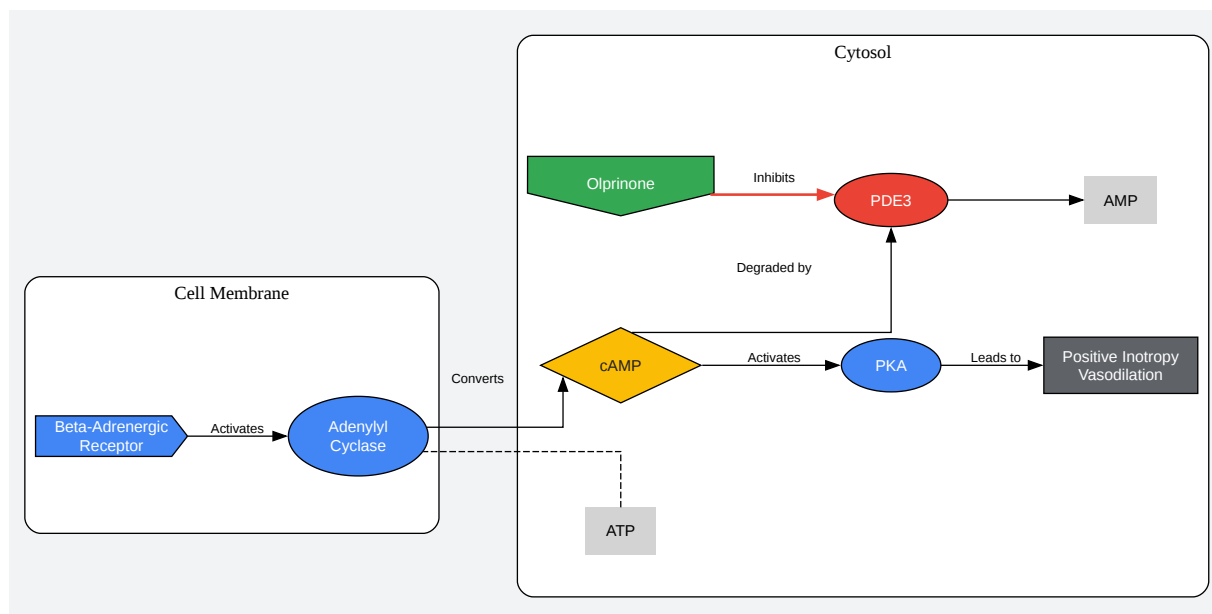 Cytosol
Olprinone
Inhibits
PDE3
AMP
Degraded by
Cell Membrane
Converts
cAMP
Activates
PKA
Leads to
Positive Inotropy
Vasodilation
Beta-Adrenergic
Receptor
Activates
Adenylyl
Cyclase
ATP